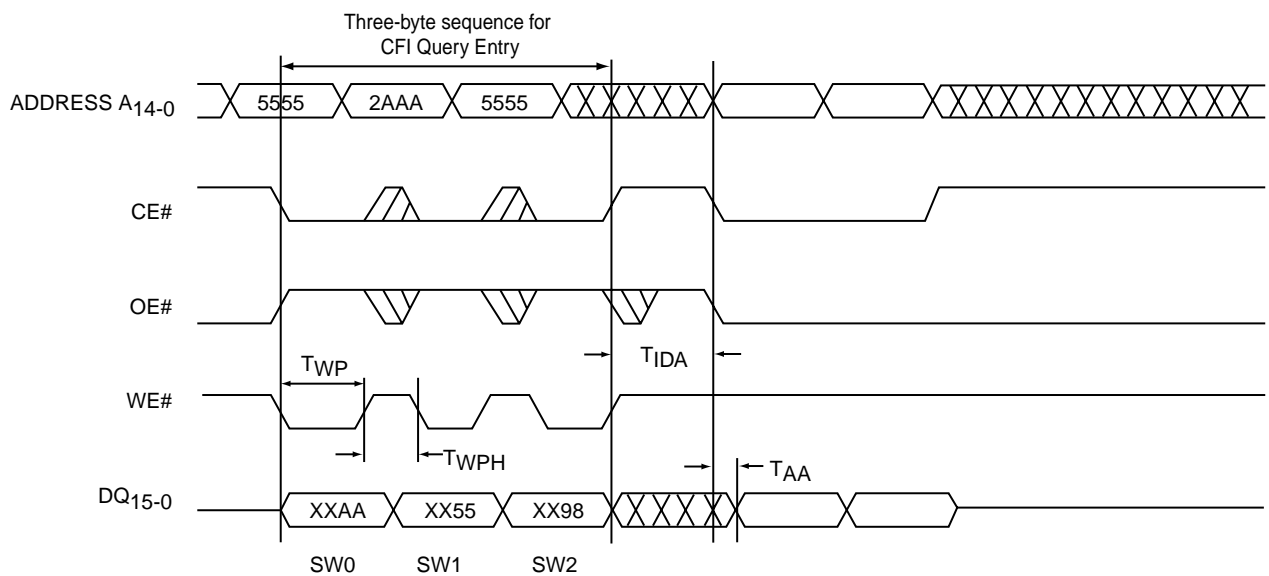 Three-byte sequence for
CFI Query Entry
ADDRESS A14-0
5555 2AAA 5555
CE#
OE#
TIDA
TWP
WE#
TWPH
TAA
DQ15-0
XXAA XX55 XX98
SW0 SW1 SW2